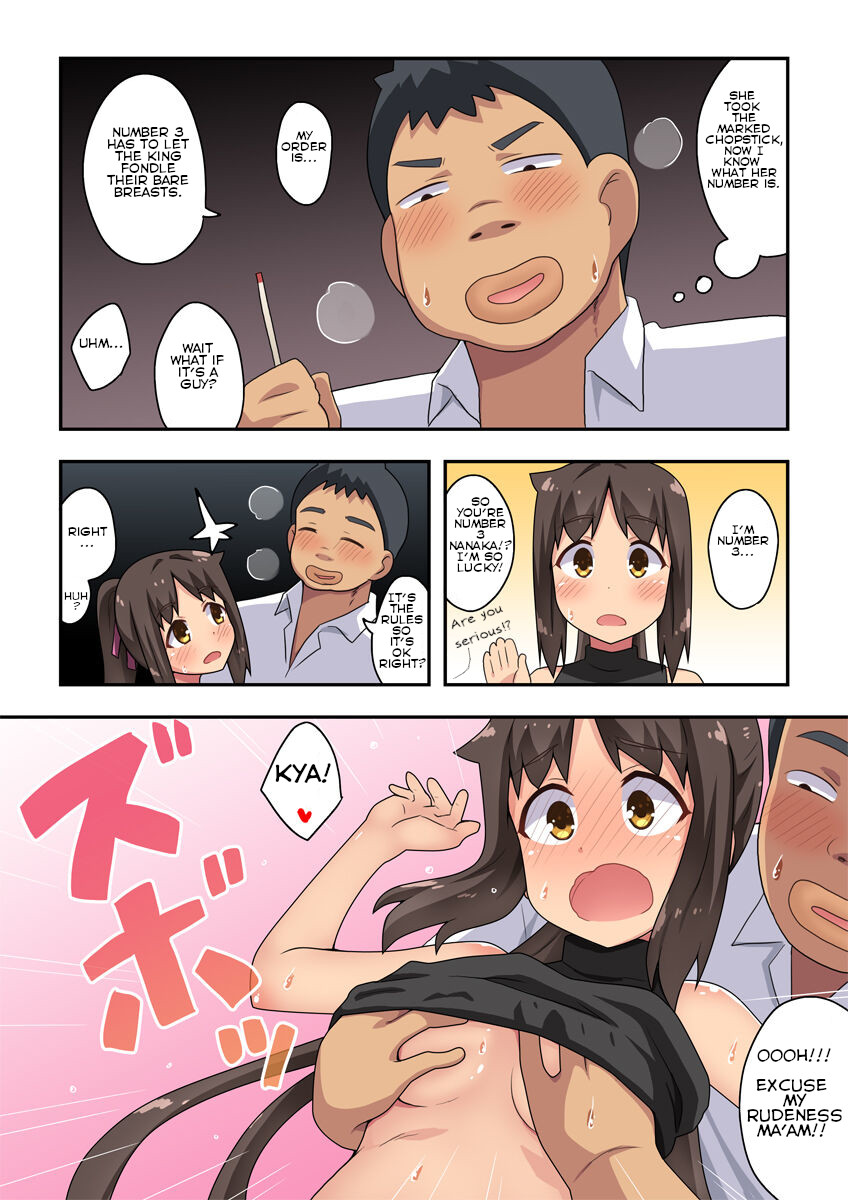 SHE
TOOK
THE
MARKED
CHOPSTICK,
NOW I
KNOW
WHAT HER
NUMBER IS.
MY
ORDER
IS...
NUMBER 3
HAS TO LET
THE KING
FONDLE
THEIR BARE
BREASTS.
WAIT
WHAT IF
IT'S A
GUY?
UHM...
I'M
NUMBER
3...
SO
YOU'RE
NUMBER
3
NANAKA!?
I'M SO
LUCKY!
Are you
serious!?
IT'S
THE
RULES
SO
IT'S
OK
RIGHT?
RIGHT
...
HUH
?
KYA!
ズボッ
OOOH!!!
EXCUSE
MY
RUDENESS
MA'AM!!